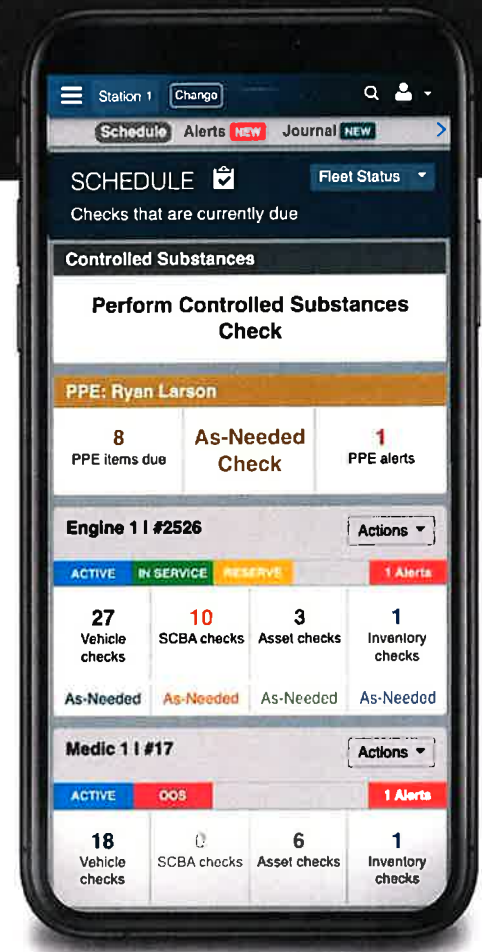 Station 1 Change
Schedule Alerts NEW Journal NEW
SCHEDULE Fleet Status
Checks that are currently due
Controlled Substances
Perform Controlled Substances
Check
PPE: Ryan Larson
8 As-Needed 1
PPE items due Check PPE alerts
Engine 1 | #2526 Actions
ACTIVE IN SERVICE RESERVE 1 Alerts
27 10 3 1
Vehicle SCBA checks Asset checks Inventory
checks checks
As-Needed As-Needed As-Needed As-Needed
Medic 1 | #17 Actions
ACTIVE OOS 1 Alerts
18 0 6 1
Vehicle SCBA checks Asset checks Inventory
checks checks